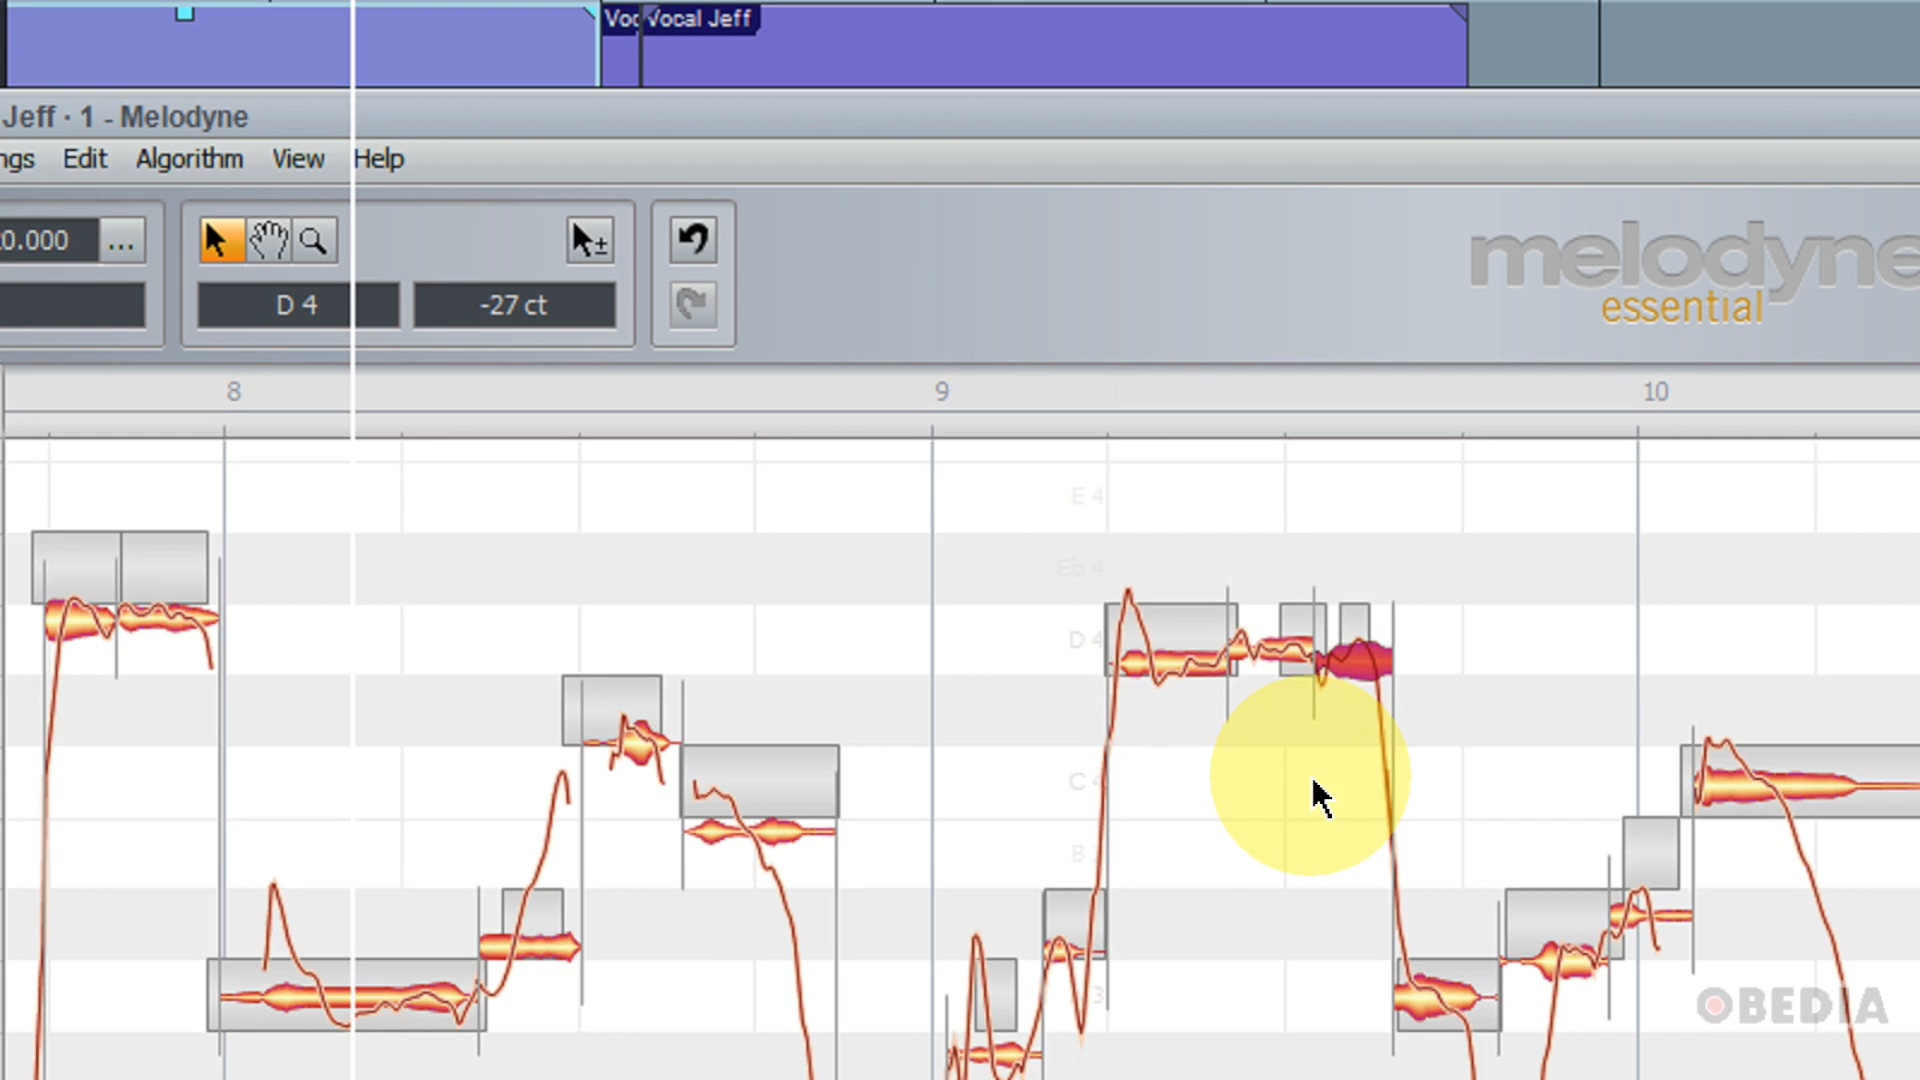 Voc Vocal Jeff
Jeff · 1 - Melodyne
ngs Edit Algorithm View Help
0.000 ...
D 4 -27 ct
melodyne
essential
8 9 10
E 4
Eb 4
D 4
C 4
B
3
OBEDIA